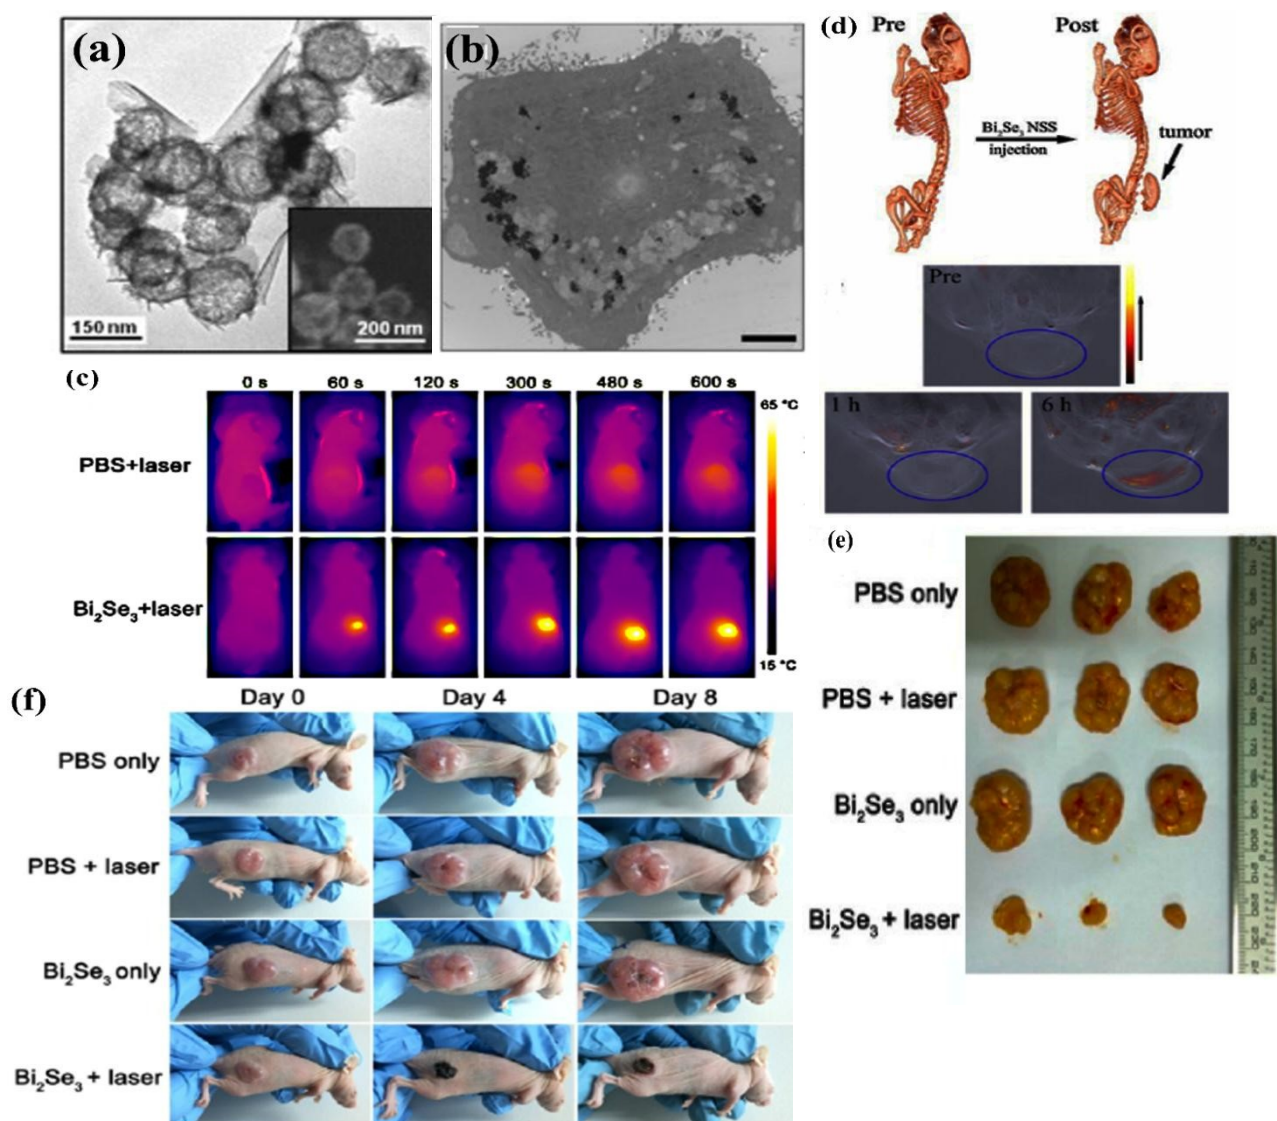 (a)
150 nm
200 nm
(b)
(c)
0 s 60 s 120 s 300 s 480 s 600 s
PBS+laser
Bi₂Se₃+laser
65 °C
15 °C
(d)
Pre
Post
Bi₂Se₃ NSS
injection
tumor
Pre
1 h
6 h
(e)
PBS only
PBS + laser
Bi₂Se₃ only
Bi₂Se₃ + laser
(f)
Day 0 Day 4 Day 8
PBS only
PBS + laser
Bi₂Se₃ only
Bi₂Se₃ + laser